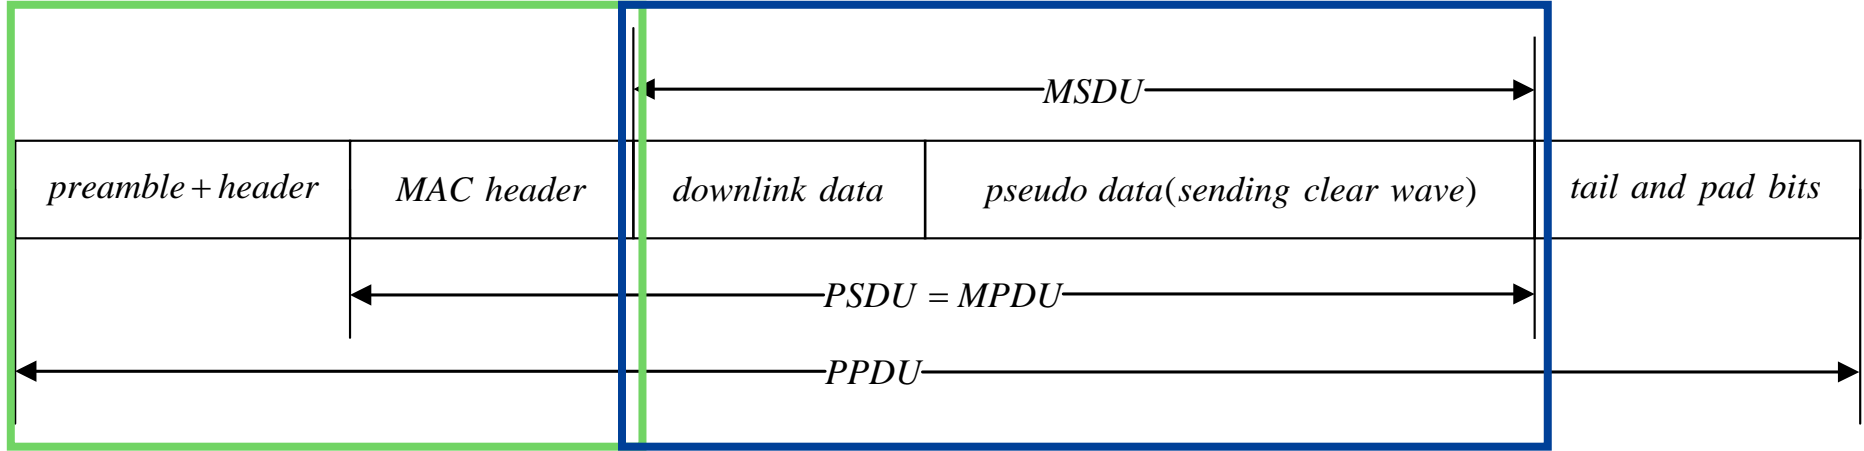 MSDU
preamble + header MAC header downlink data pseudo data(sending clear wave) tail and pad bits
PSDU = MPDU
PPDU